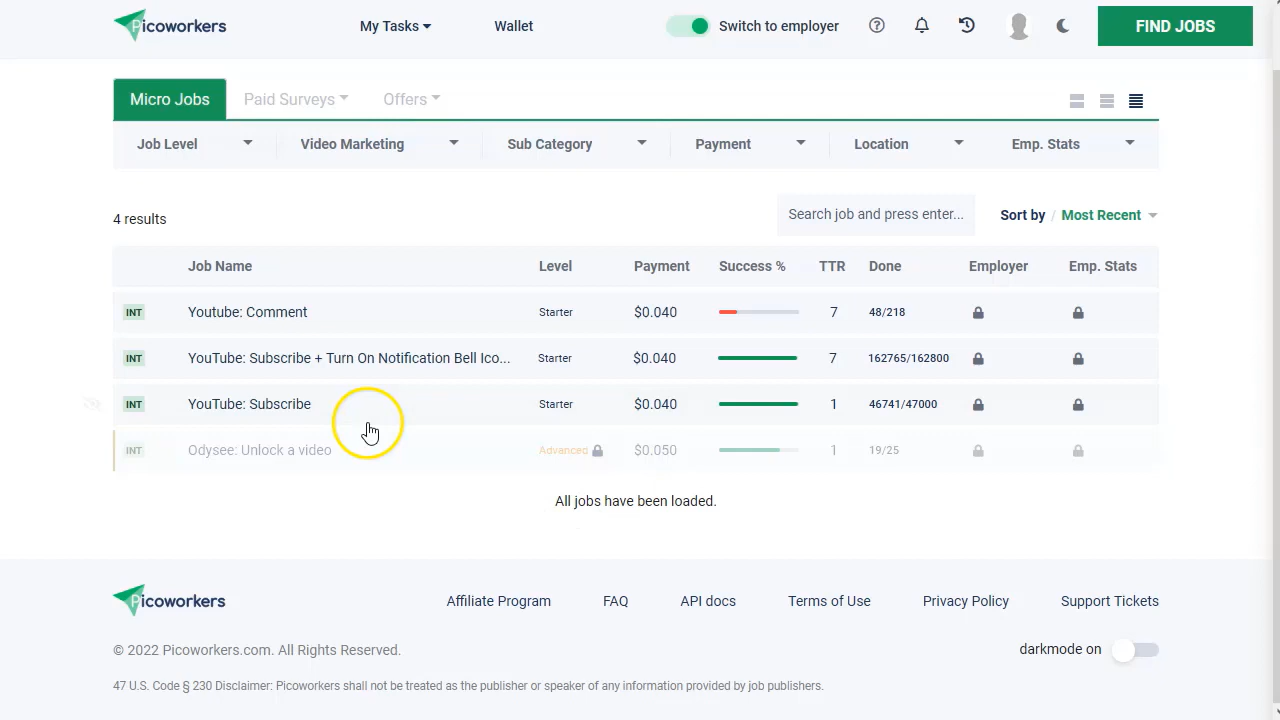 Picoworkers My Tasks Wallet Switch to employer FIND JOBS
Micro Jobs Paid Surveys Offers
Job Level Video Marketing Sub Category Payment Location Emp. Stats
4 results Search job and press enter... Sort by / Most Recent
Job Name Level Payment Success % TTR Done Employer Emp. Stats
INT Youtube: Comment Starter $0.040 7 48/218
INT YouTube: Subscribe + Turn On Notification Bell Ico... Starter $0.040 7 162765/162800
INT YouTube: Subscribe Starter $0.040 1 46741/47000
INT Odysee: Unlock a video Advanced $0.050 1 19/25
All jobs have been loaded.
Picoworkers Affiliate Program FAQ API docs Terms of Use Privacy Policy Support Tickets
© 2022 Picoworkers.com. All Rights Reserved. darkmode on
47 U.S. Code § 230 Disclaimer: Picoworkers shall not be treated as the publisher or speaker of any information provided by job publishers.